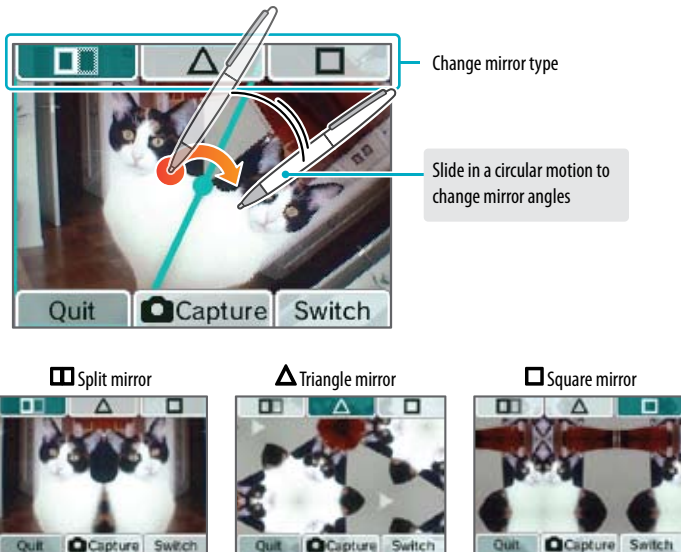 Change mirror type
Slide in a circular motion to
change mirror angles
Quit Capture Switch
Split mirror
Triangle mirror
Square mirror
Quit Capture Switch
Quit Capture Switch
Quit Capture Switch